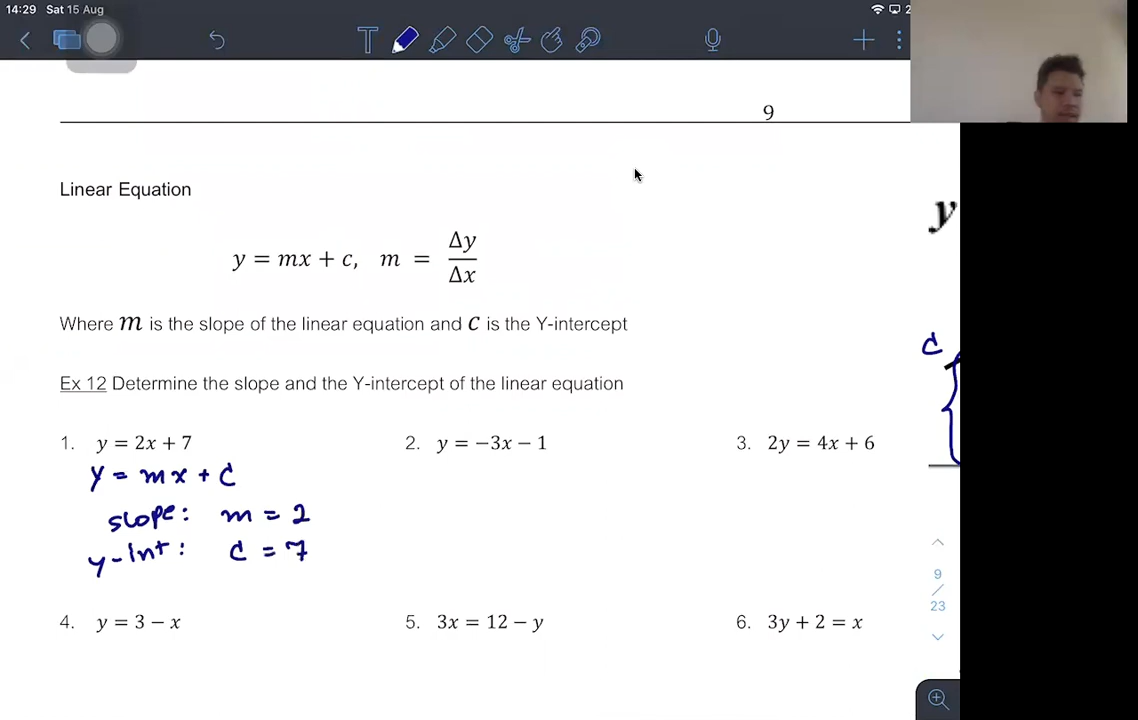 14:29 Sat 15 Aug
2
T
9
Linear Equation
y = mx + c, m = Δy/Δx
y
Where m is the slope of the linear equation and c is the Y-intercept
c
Ex 12 Determine the slope and the Y-intercept of the linear equation
1. y = 2x + 7 2. y = −3x − 1 3. 2y = 4x + 6
y = mx + c
slope: m = 2
y-int: c = 7
9
/
23
4. y = 3 − x 5. 3x = 12 − y 6. 3y + 2 = x